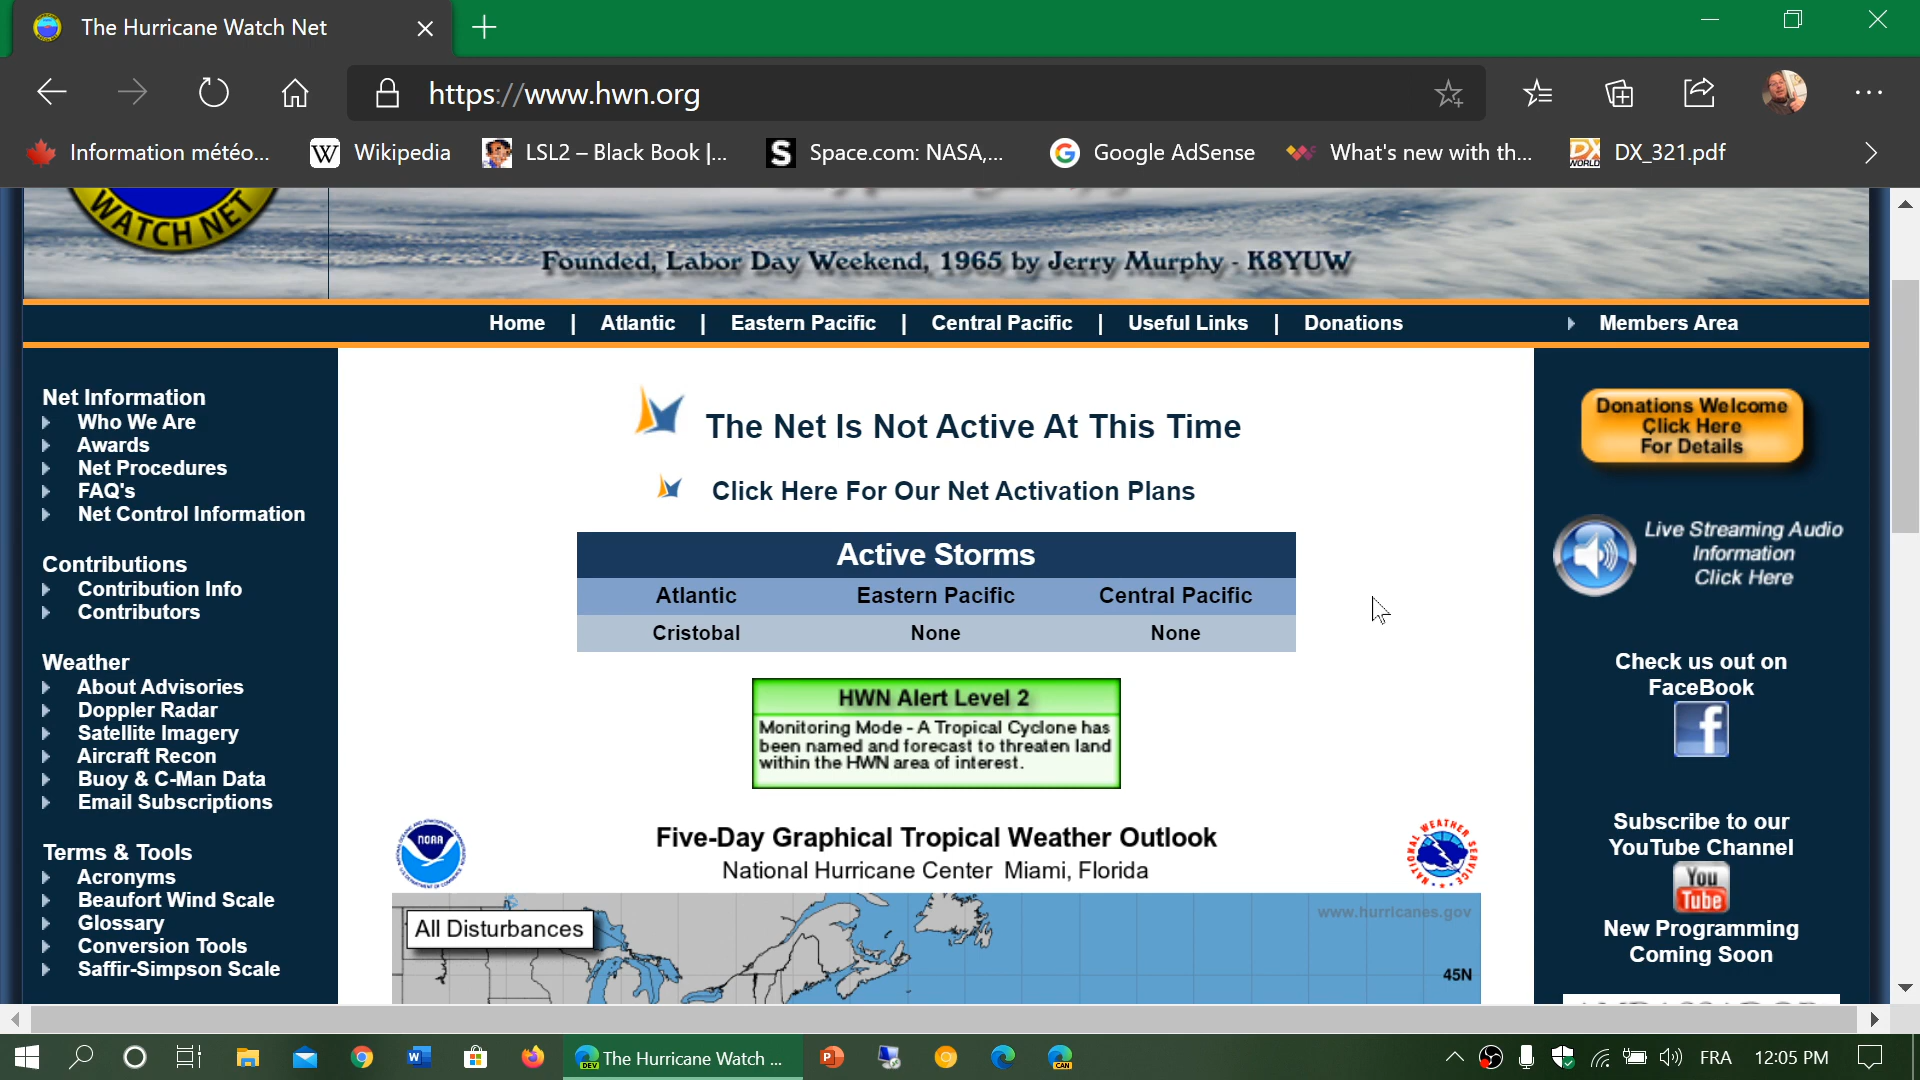 The Hurricane Watch Net
https://www.hwn.org
Information météo...
W Wikipedia
LSL2 – Black Book |...
S Space.com: NASA,...
G Google AdSense
What's new with th...
DX WORLD DX_321.pdf
WATCH NET
Founded, Labor Day Weekend, 1965 by Jerry Murphy - K8YUW
Home | Atlantic | Eastern Pacific | Central Pacific | Useful Links | Donations
Members Area
Net Information
Who We Are
Awards
Net Procedures
FAQ's
Net Control Information
Contributions
Contribution Info
Contributors
Weather
About Advisories
Doppler Radar
Satellite Imagery
Aircraft Recon
Buoy & C-Man Data
Email Subscriptions
Terms & Tools
Acronyms
Beaufort Wind Scale
Glossary
Conversion Tools
Saffir-Simpson Scale
The Net Is Not Active At This Time
Click Here For Our Net Activation Plans
Active Storms
Atlantic Eastern Pacific Central Pacific
Cristobal None None
HWN Alert Level 2
Monitoring Mode - A Tropical Cyclone has
been named and forecast to threaten land
within the HWN area of interest.
NOAA
Five-Day Graphical Tropical Weather Outlook
National Hurricane Center Miami, Florida
NATIONAL WEATHER SERVICE
All Disturbances
www.hurricanes.gov
45N
Donations Welcome
Click Here
For Details
Live Streaming Audio
Information
Click Here
Check us out on
FaceBook
f
Subscribe to our
YouTube Channel
You
Tube
New Programming
Coming Soon
DEV The Hurricane Watch ...
CAN
FRA
12:05 PM